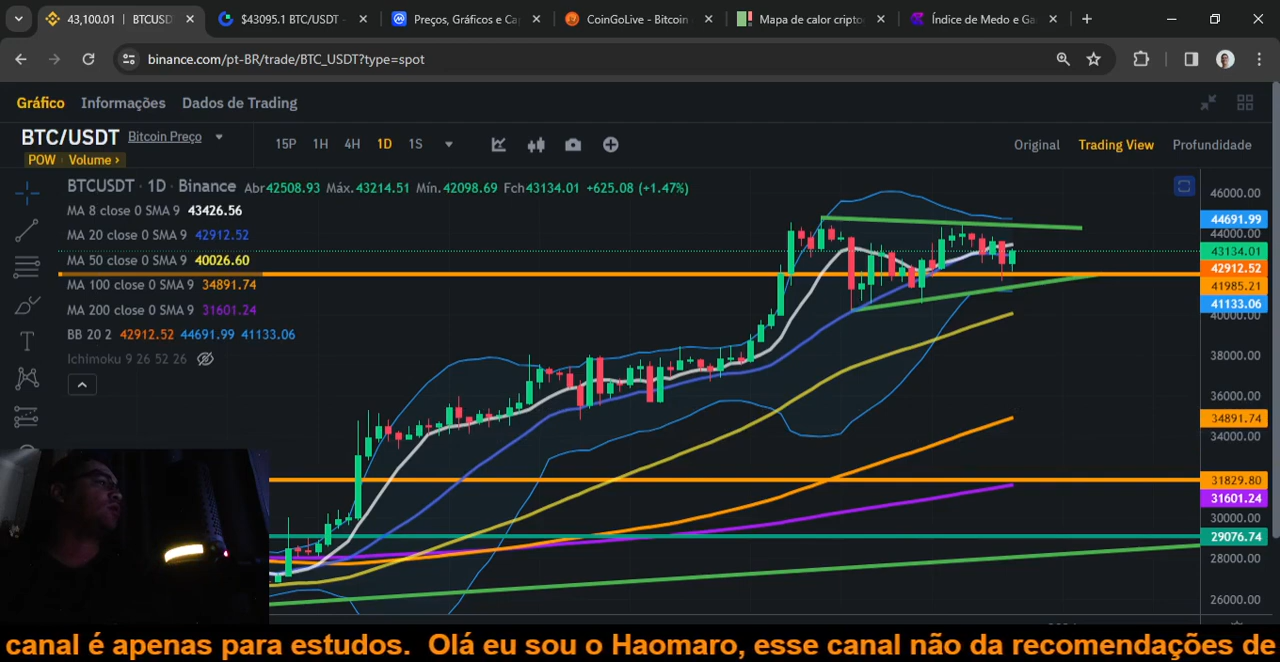 43,100.01 | BTCUSD
$43095.1 BTC/USDT
Preços, Gráficos e Ca
CoinGoLive - Bitcoin
Mapa de calor cripto
Índice de Medo e Ga
binance.com/pt-BR/trade/BTC_USDT?type=spot
Gráfico Informações Dados de Trading
BTC/USDT Bitcoin Preço
POW Volume ›
15P 1H 4H 1D 1S
Original Trading View Profundidade
BTCUSDT · 1D · Binance Abr42508.93 Máx.43214.51 Mín.42098.69 Fch43134.01 +625.08 (+1.47%)
MA 8 close 0 SMA 9 43426.56
MA 20 close 0 SMA 9 42912.52
MA 50 close 0 SMA 9 40026.60
MA 100 close 0 SMA 9 34891.74
MA 200 close 0 SMA 9 31601.24
BB 20 2 42912.52 44691.99 41133.06
Ichimoku 9 26 52 26
46000.00
44691.99
44000.00
43134.01
42912.52
41985.21
41133.06
40000.00
38000.00
36000.00
34891.74
34000.00
31829.80
31601.24
30000.00
29076.74
28000.00
26000.00
canal é apenas para estudos. Olá eu sou o Haomaro, esse canal não da recomendações de